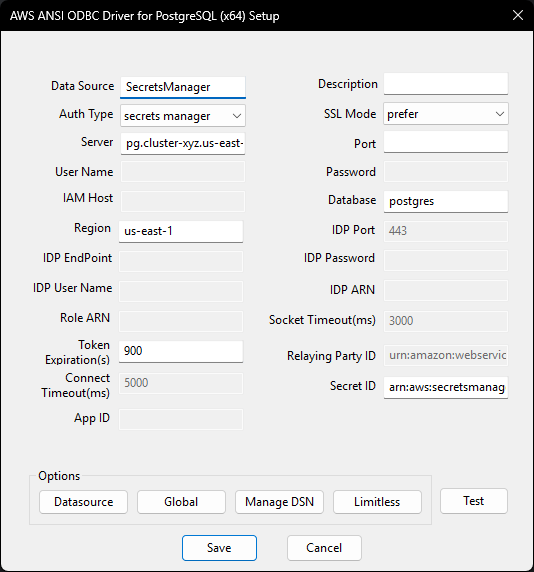 AWS ANSI ODBC Driver for PostgreSQL (x64) Setup
Data Source SecretsManager
Description
Auth Type secrets manager
SSL Mode prefer
Server pg.cluster-xyz.us-east-
Port
User Name
Password
IAM Host
Database postgres
Region us-east-1
IDP Port 443
IDP EndPoint
IDP Password
IDP User Name
IDP ARN
Role ARN
Socket Timeout(ms) 3000
Token
Expiration(s) 900
Relaying Party ID urn:amazon:webservic
Connect
Timeout(ms) 5000
Secret ID arn:aws:secretsmanag
App ID
Options
Datasource Global Manage DSN Limitless Test
Save Cancel